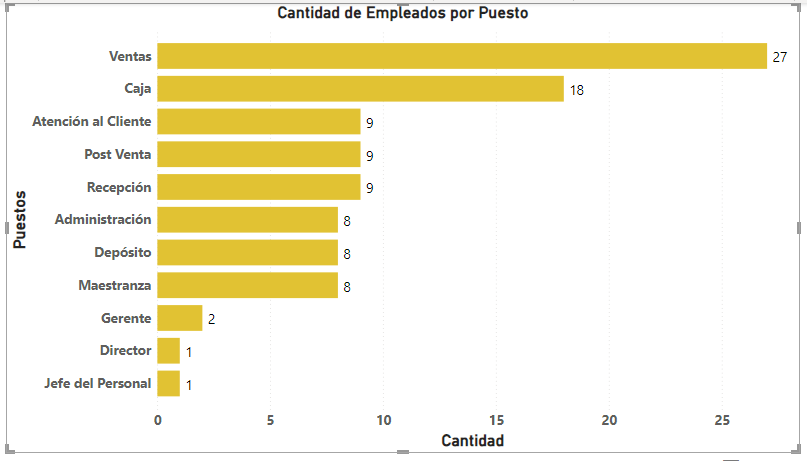 Cantidad de Empleados por Puesto
Puestos
Ventas 27
Caja 18
Atención al Cliente 9
Post Venta 9
Recepción 9
Administración 8
Depósito 8
Maestranza 8
Gerente 2
Director 1
Jefe del Personal 1
0 5 10 15 20 25
Cantidad